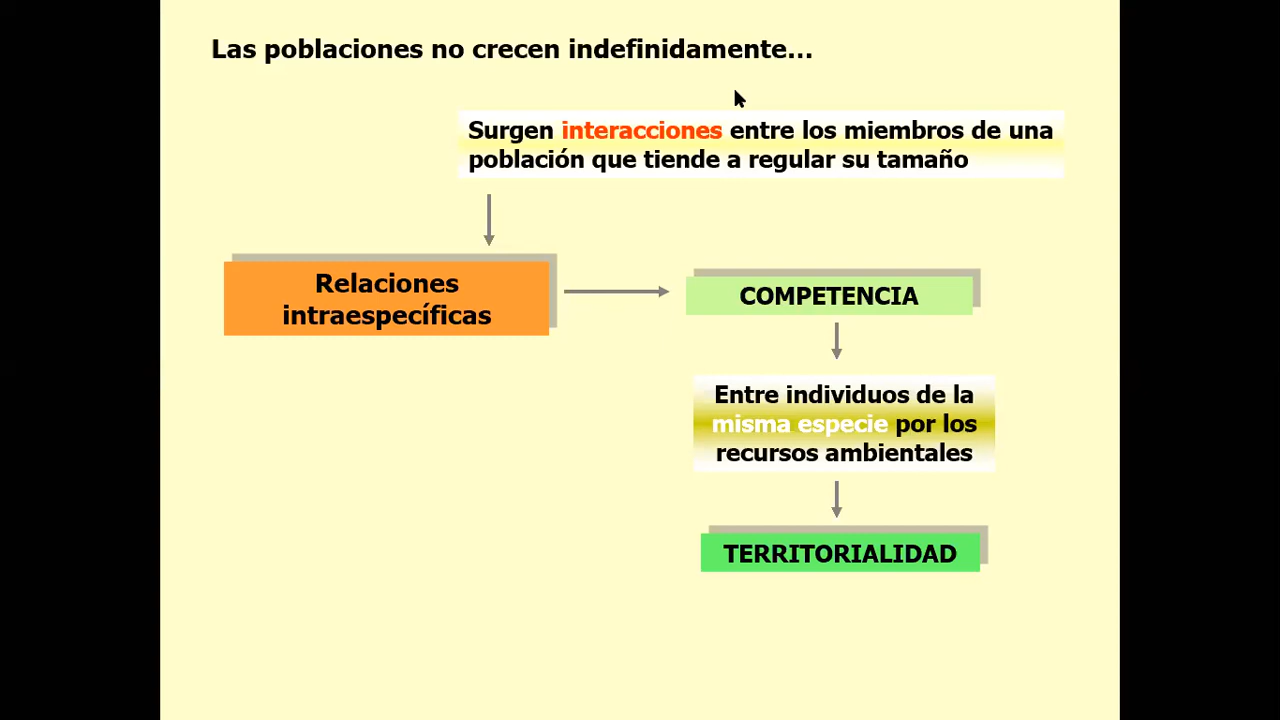 Las poblaciones no crecen indefinidamente...
Surgen interacciones entre los miembros de una
población que tiende a regular su tamaño
Relaciones
intraespecíficas
COMPETENCIA
Entre individuos de la
misma especie por los
recursos ambientales
TERRITORIALIDAD